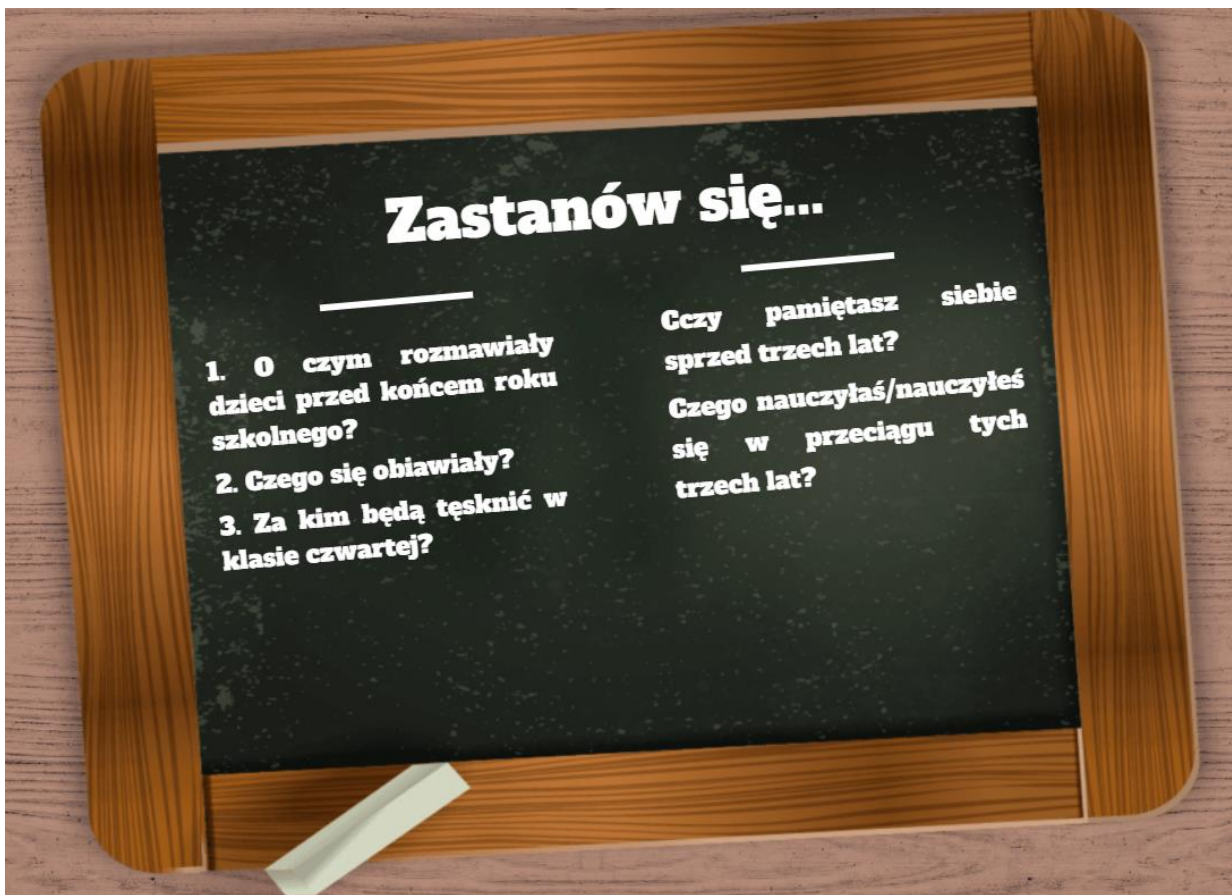 Zastanów się...
1. O czym rozmawiały
dzieci przed końcem roku
szkolnego?
2. Czego się obiawiały?
3. Za kim będą tęsknić w
klasie czwartej?
Cczy pamiętasz siebie
sprzed trzech lat?
Czego nauczyłaś/nauczyłeś
się w przeciągu tych
trzech lat?